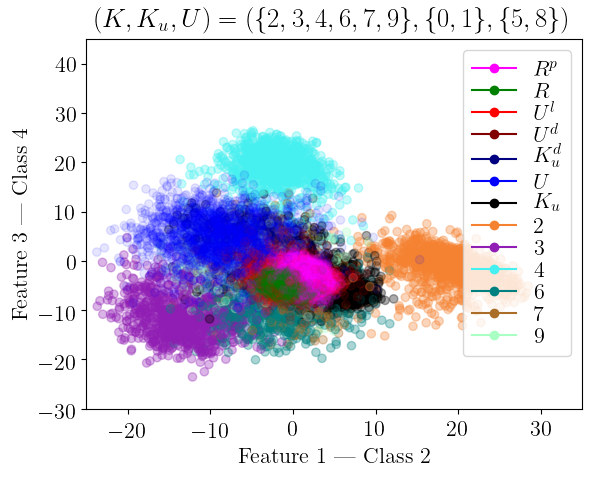 (K, K_u, U) = ({2, 3, 4, 6, 7, 9}, {0, 1}, {5, 8})
40
30
20
10
0
−10
−20
−30
Feature 3 — Class 4
−20 −10 0 10 20 30
Feature 1 — Class 2
R^p
R
U^l
U^d
K_u^d
U
K_u
2
3
4
6
7
9